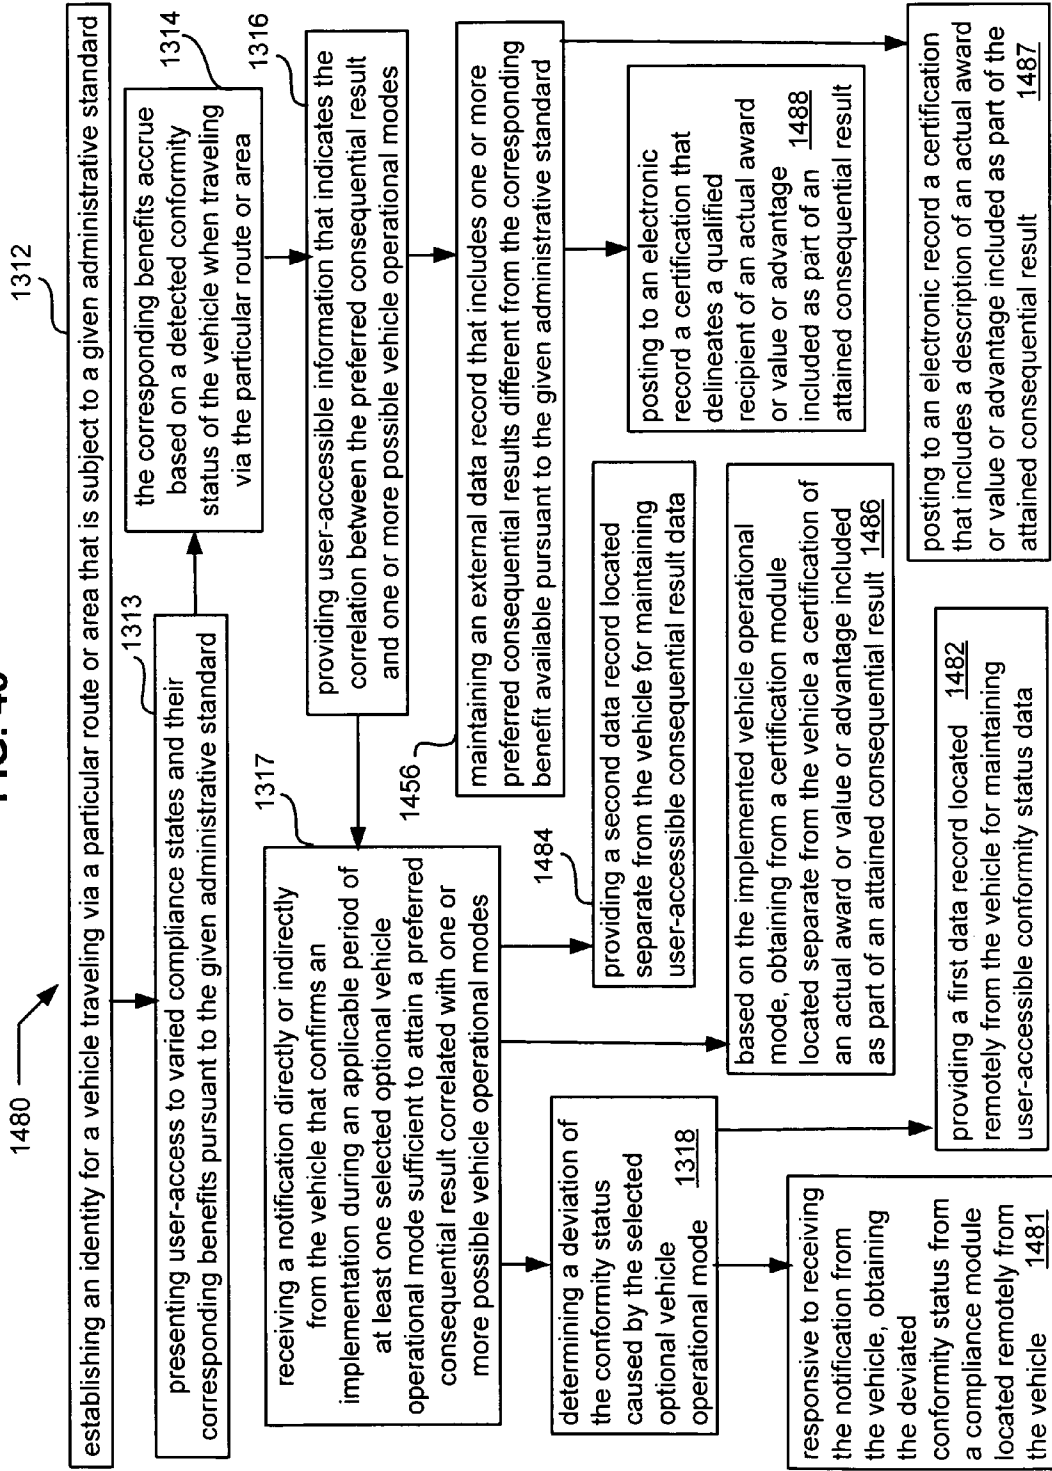 1480
1312
establishing an identity for a vehicle traveling via a particular route or area that is subject to a given administrative standard
1313
presenting user-access to varied compliance states and their
corresponding benefits pursuant to the given administrative standard
1314
the corresponding benefits accrue
based on a detected conformity
status of the vehicle when traveling
via the particular route or area
1316
providing user-accessible information that indicates the
correlation between the preferred consequential result
and one or more possible vehicle operational modes
1317
receiving a notification directly or indirectly
from the vehicle that confirms an
implementation during an applicable period of
at least one selected optional vehicle
operational mode sufficient to attain a preferred
consequential result correlated with one or
more possible vehicle operational modes
1456
maintaining an external data record that includes one or more
preferred consequential results different from the corresponding
benefit available pursuant to the given administrative standard
1484
providing a second data record located
separate from the vehicle for maintaining
user-accessible consequential result data
posting to an electronic
record a certification that
delineates a qualified
recipient of an actual award
or value or advantage
included as part of an 1488
attained consequential result
determining a deviation of
the conformity status
caused by the selected
optional vehicle 1318
operational mode
based on the implemented vehicle operational
mode, obtaining from a certification module
located separate from the vehicle a certification of
an actual award or value or advantage included
as part of an attained consequential result 1486
responsive to receiving
the notification from
the vehicle, obtaining
the deviated
conformity status from
a compliance module
located remotely from
the vehicle 1481
providing a first data record located 1482
remotely from the vehicle for maintaining
user-accessible conformity status data
posting to an electronic record a certification
that includes a description of an actual award
or value or advantage included as part of the
attained consequential result 1487